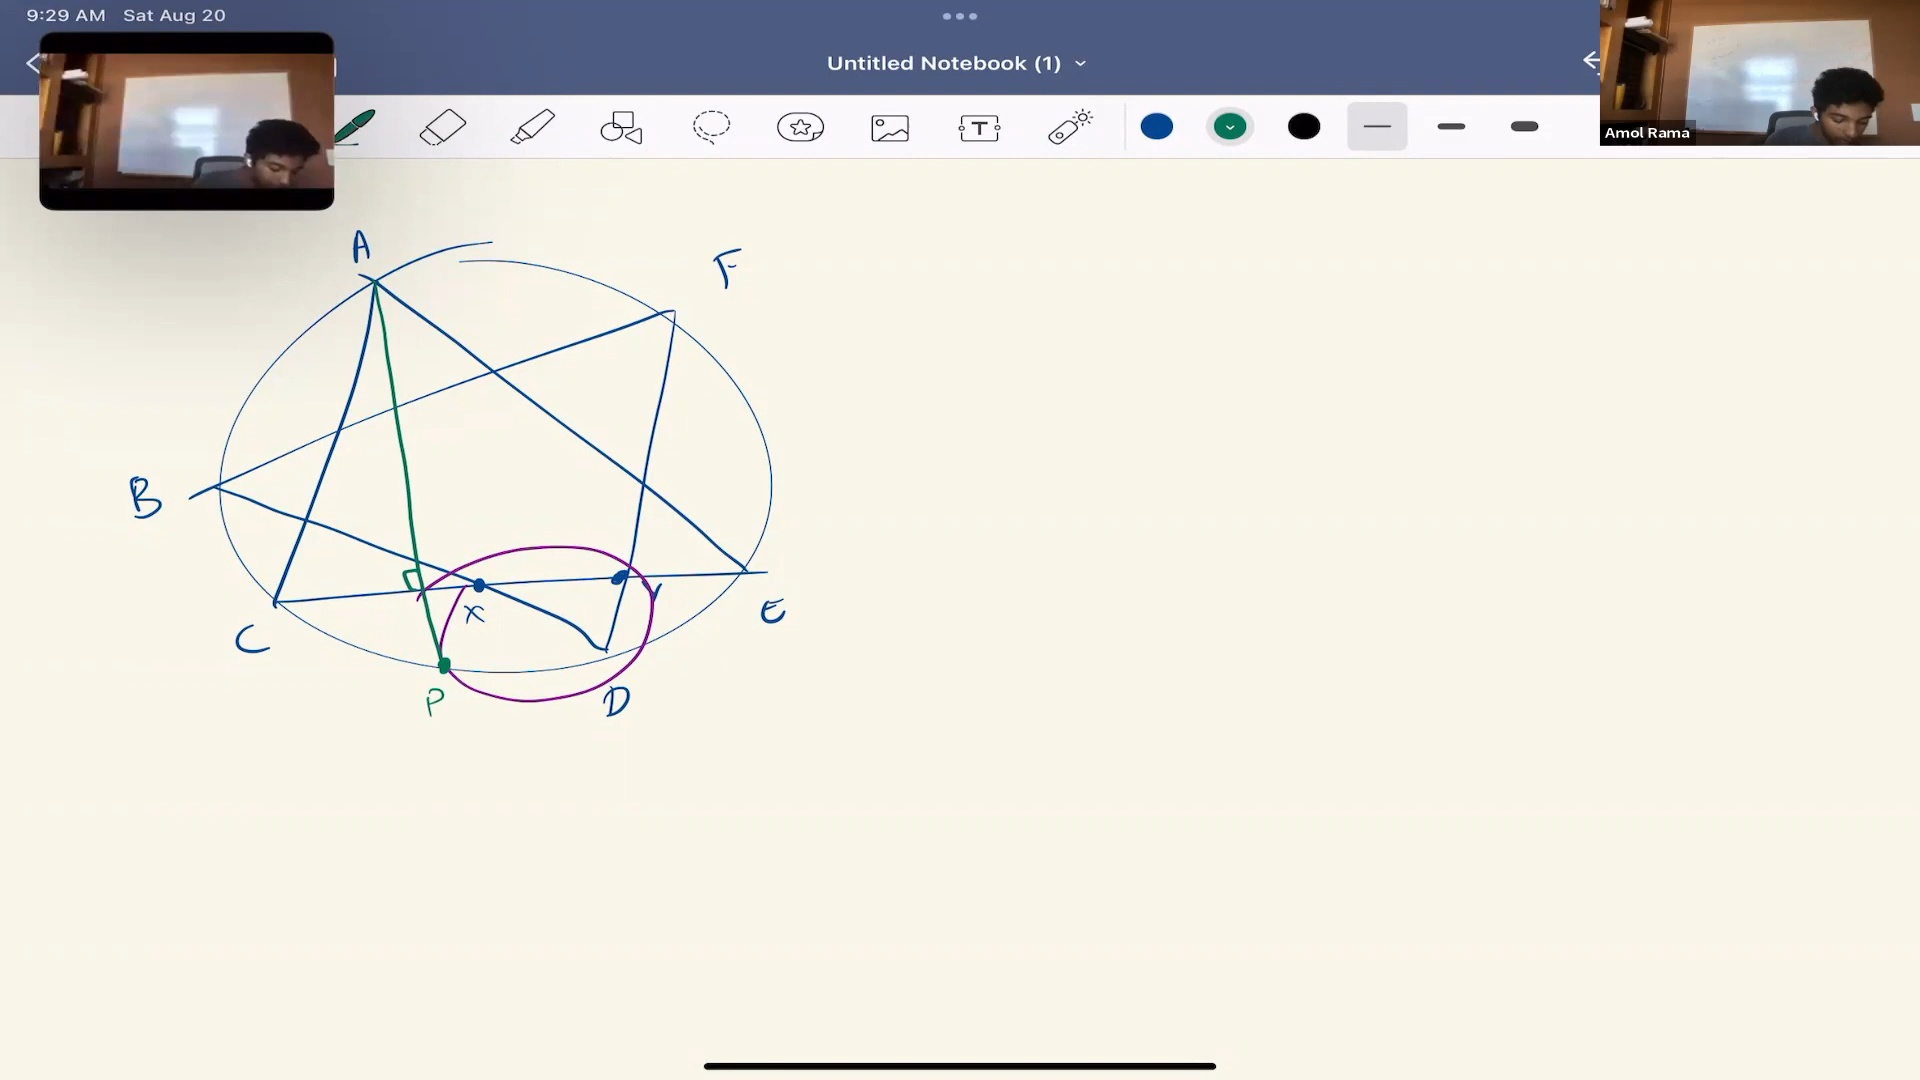 9:29 AM Sat Aug 20
Untitled Notebook (1)
Amol Rama
T
A
F
B
X
Y
C
E
P
D